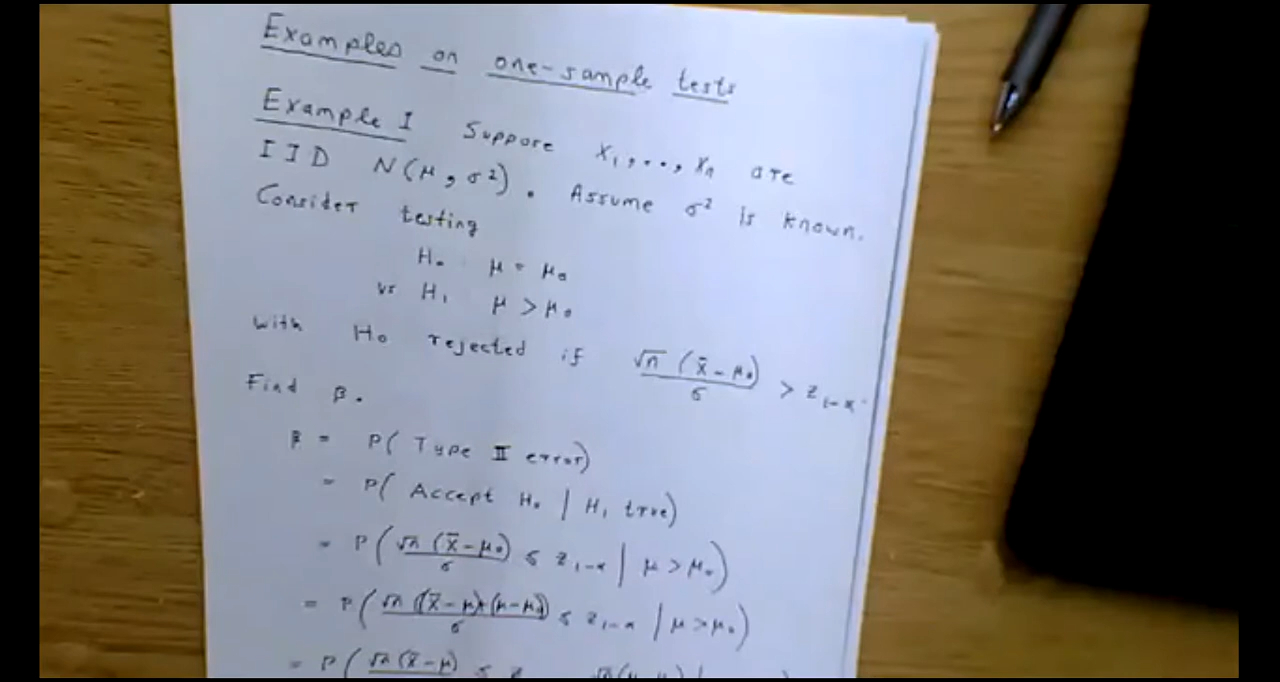 Examples on one-sample tests
Example I Suppose X₁, ..., Xₙ are
IID N(μ, σ²). Assume σ² is known.
Consider testing
H₀ μ = μ₀
vs H₁ μ > μ₀
with H₀ rejected if √n (x̄ - μ₀)/σ > z₁₋α.
Find β.
β = P( Type II error)
= P( Accept H₀ | H₁ true)
= P( √n (X̄ - μ₀)/σ ≤ z₁₋α | μ > μ₀)
= P( √n ((X̄ - μ)+(μ - μ₀))/σ ≤ z₁₋α | μ > μ₀)
= P( √n (X̄ - μ) ≤ z